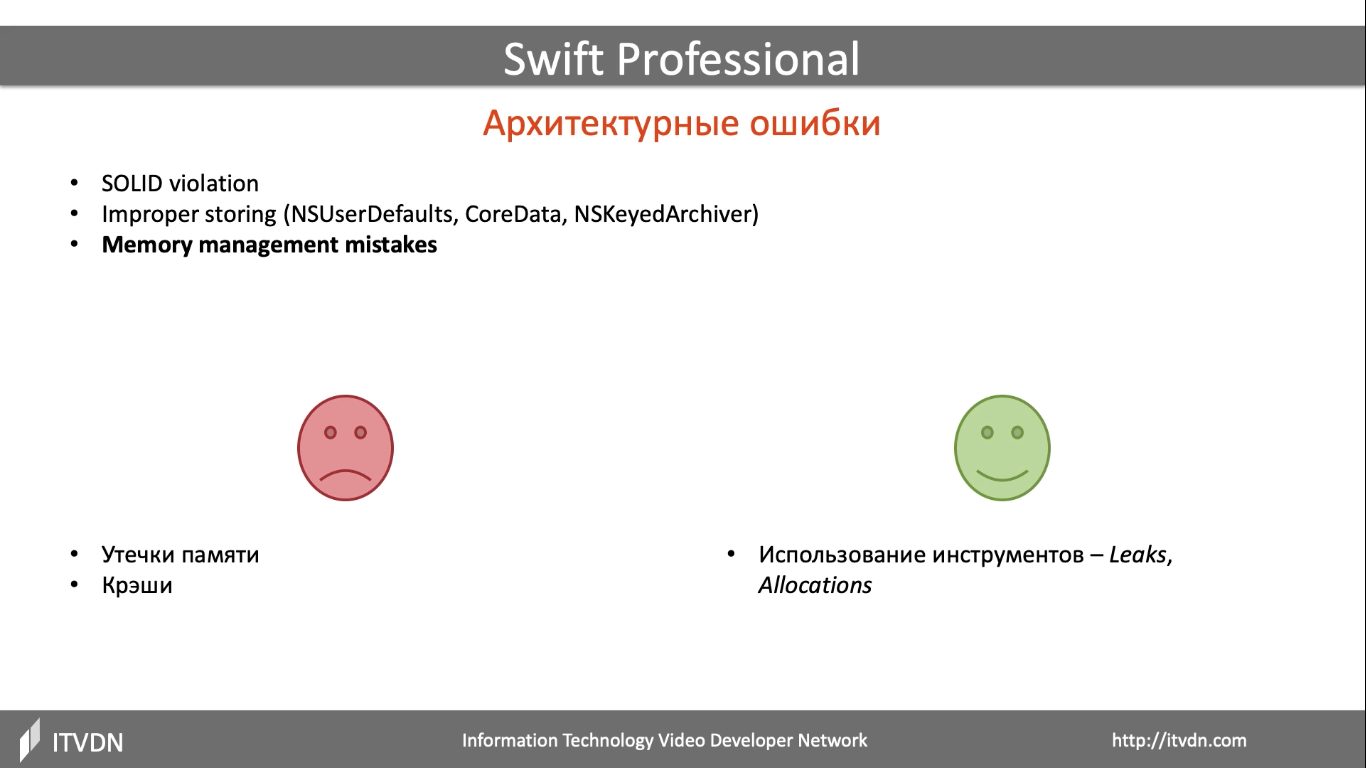 Swift Professional
Архитектурные ошибки
• SOLID violation
• Improper storing (NSUserDefaults, CoreData, NSKeyedArchiver)
• Memory management mistakes
• Утечки памяти
• Крэши
• Использование инструментов – Leaks,
Allocations
ITVDN
Information Technology Video Developer Network
http://itvdn.com